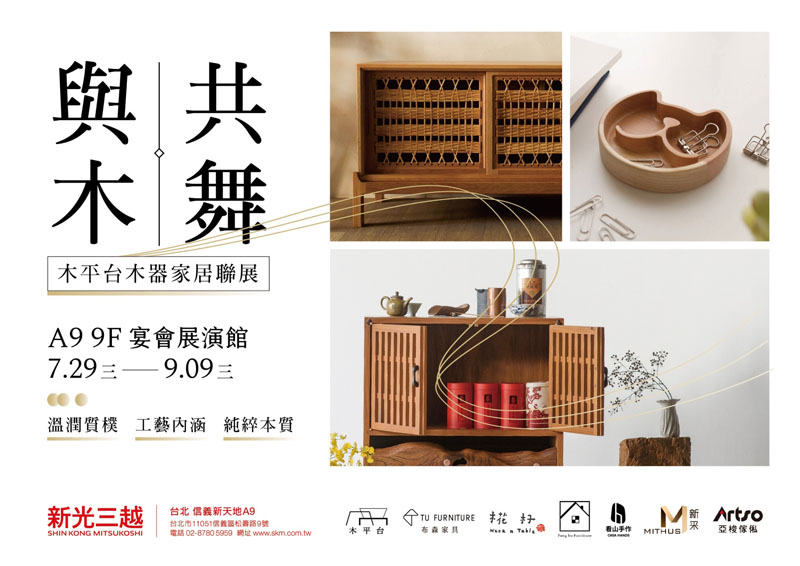 與木
共舞
木平台木器家居聯展
A9 9F 宴會展演館
7.29三——9.09三
溫潤質樸 工藝內涵 純綷本質
新光三越
SHIN KONG MITSUKOSHI
台北 信義新天地A9
台北市11051信義區松壽路9號
電話 02-8780 5959 網址 www.skm.com.tw
木平台
TU FURNITURE
布森家具
Work n Table
看山手作
CASA HANDS
MITHUS
新采
Artso
亞梭傢俬